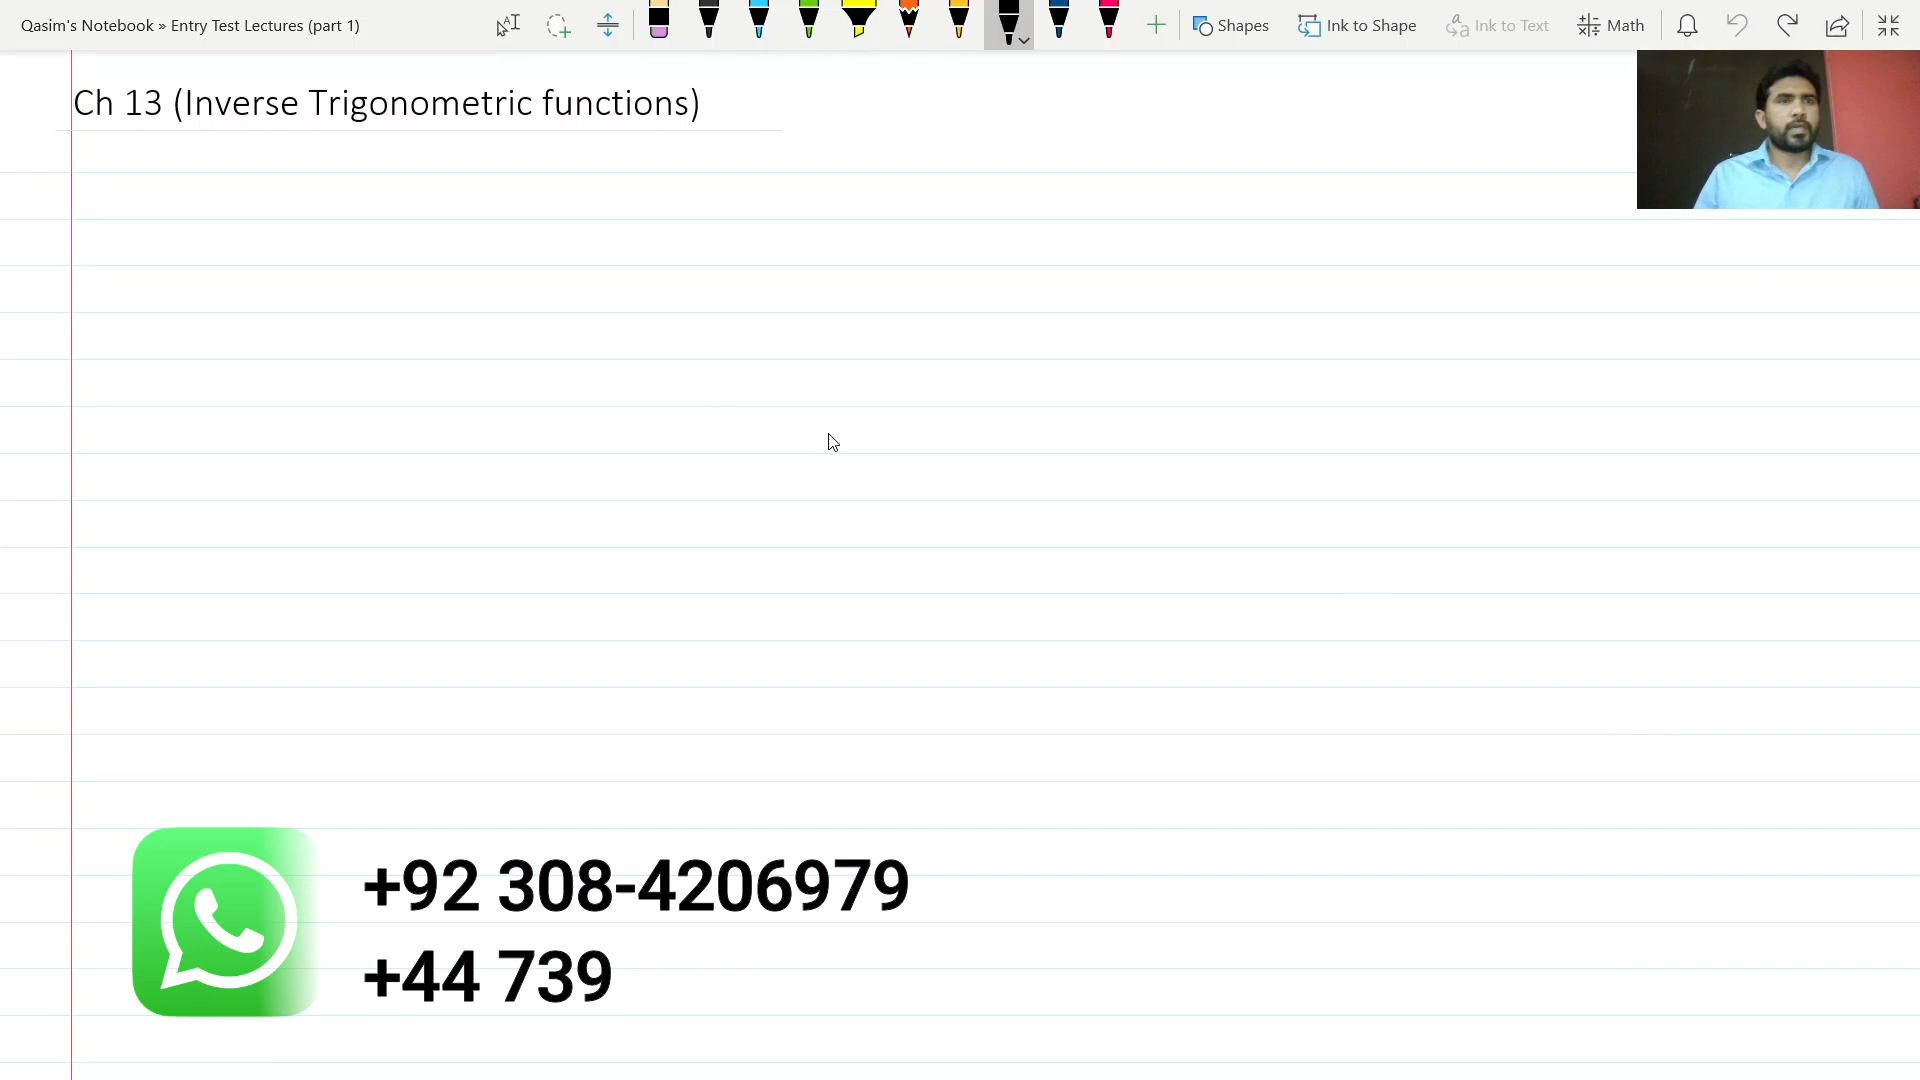 Qasim's Notebook » Entry Test Lectures (part 1)
Shapes
Ink to Shape
Ink to Text
Math
Ch 13 (Inverse Trigonometric functions)
+92 308-4206979
+44 739